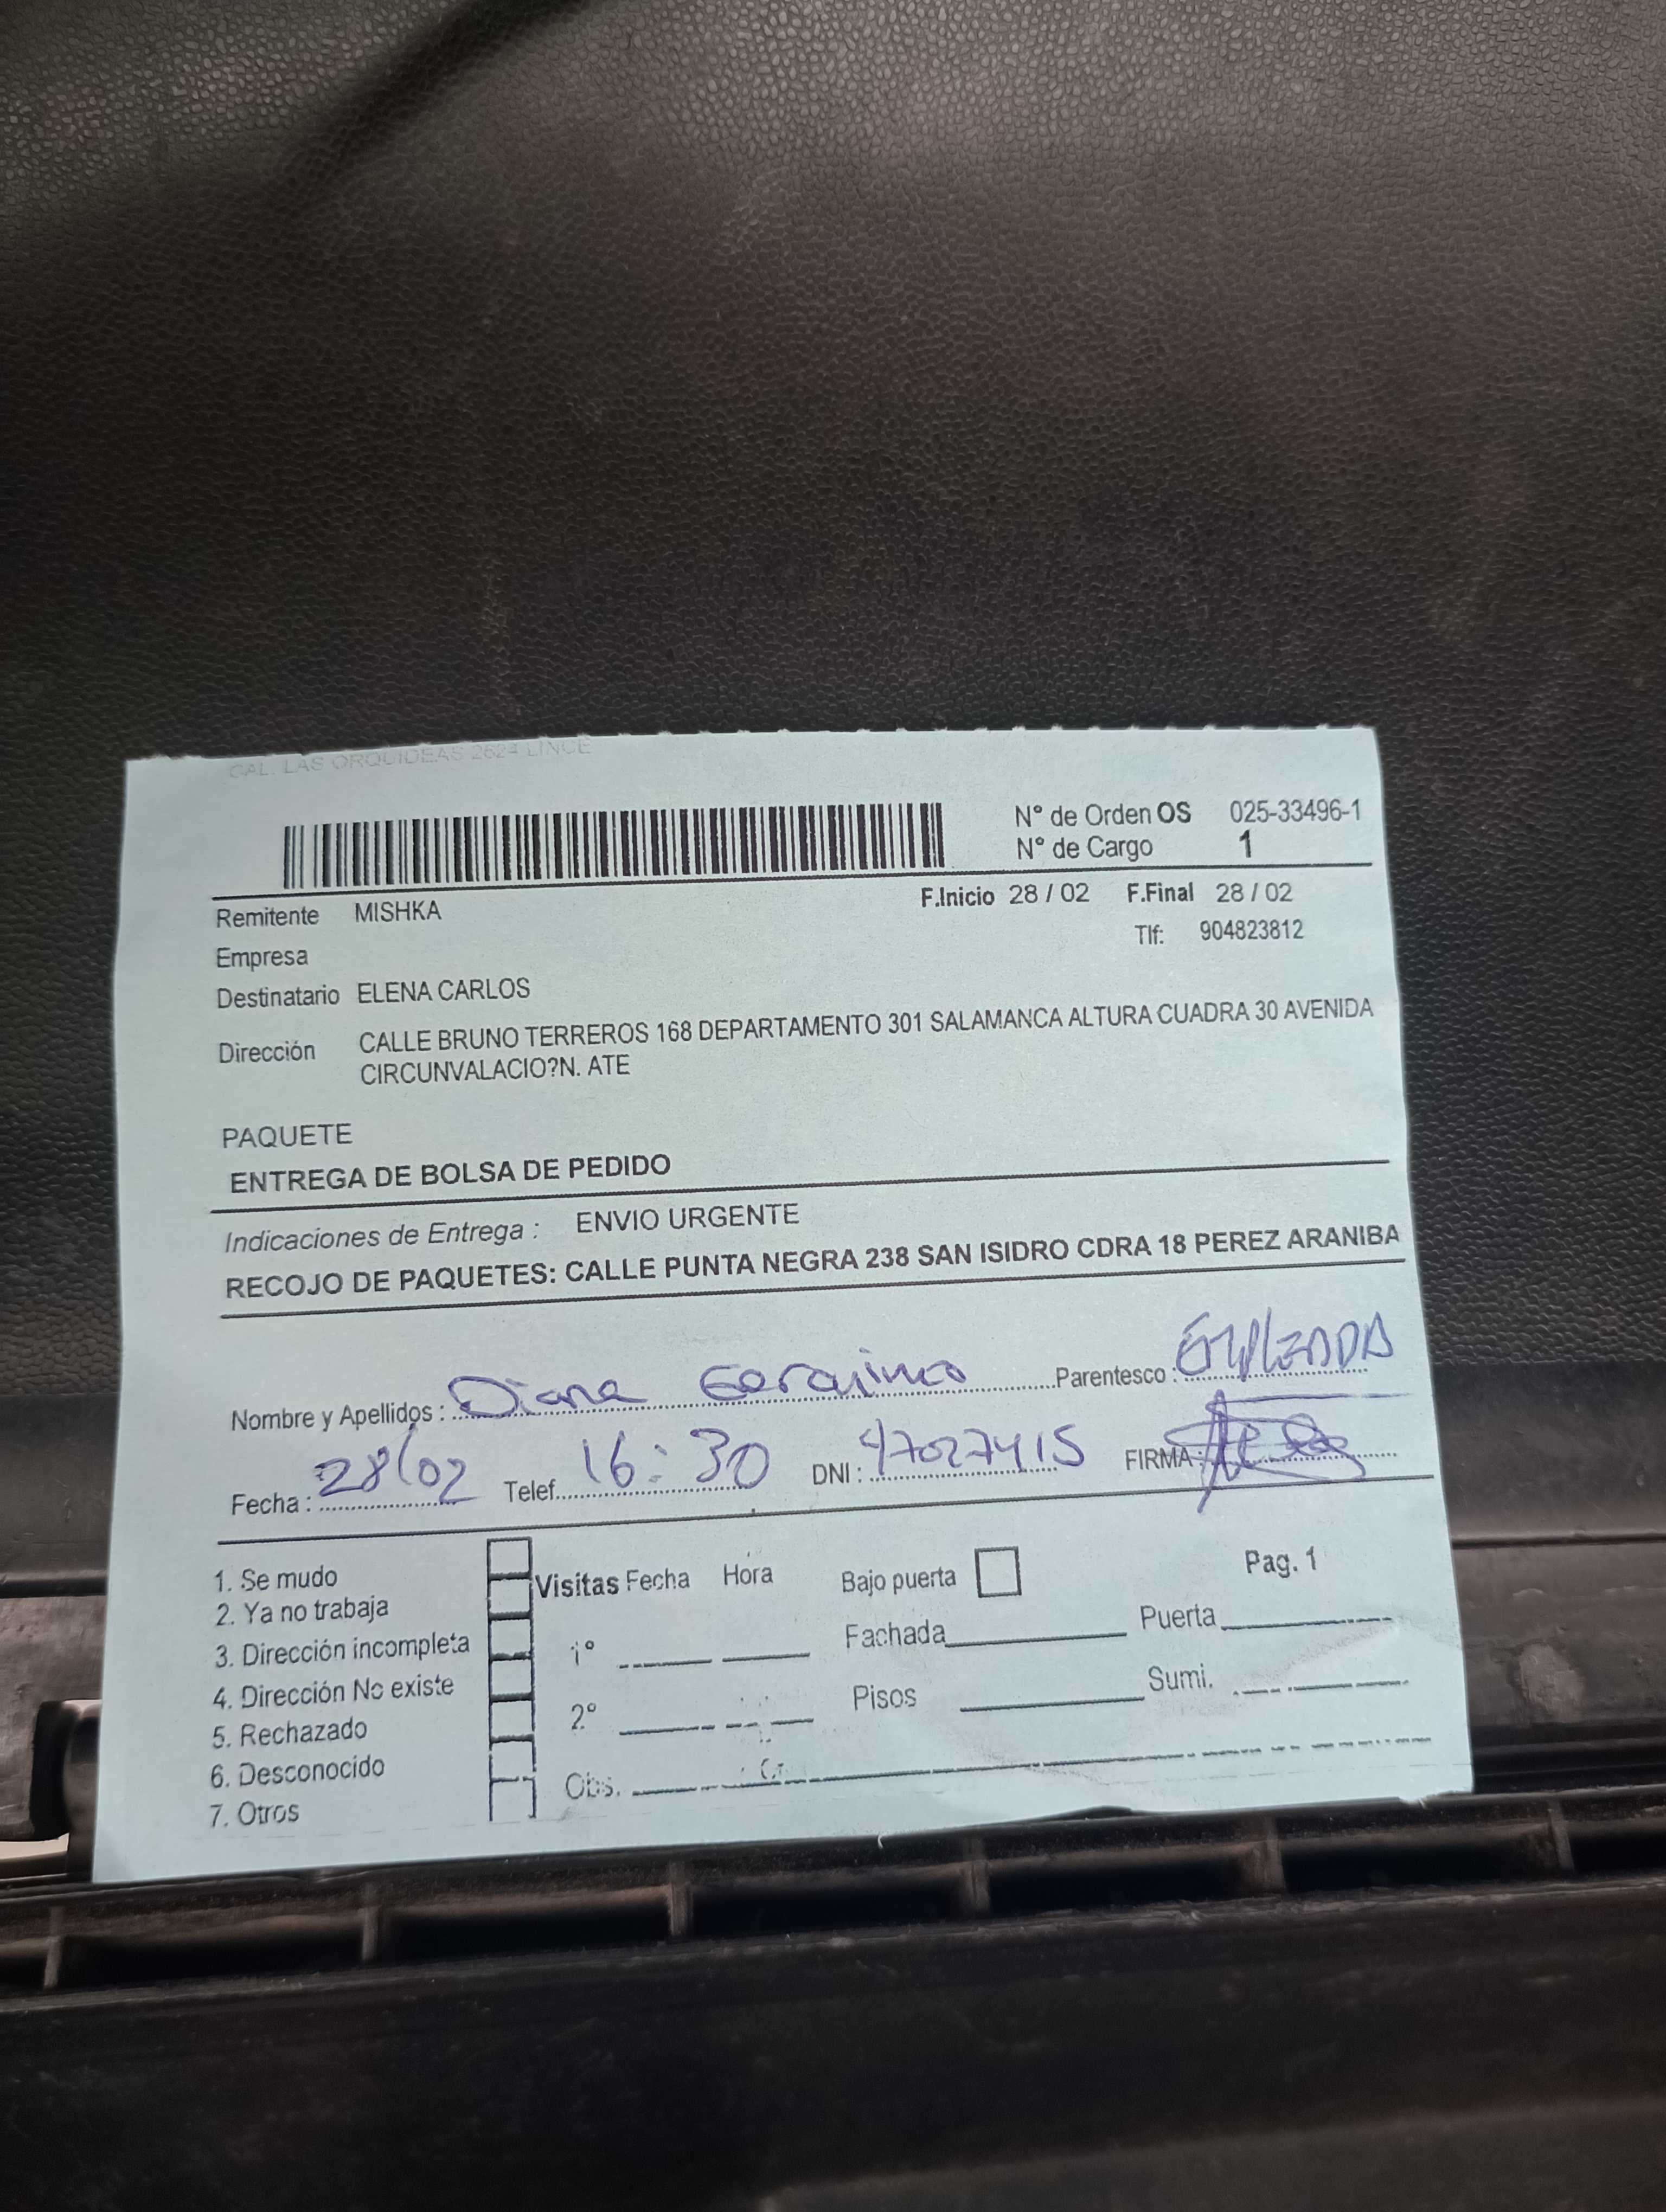 CAL. LAS ORQUIDEAS 2624 LINCE
N° de Orden OS 025-33496-1
N° de Cargo 1
Remitente MISHKA F.Inicio 28 / 02 F.Final 28 / 02
Empresa Tlf: 904823812
Destinatario ELENA CARLOS
Dirección CALLE BRUNO TERREROS 168 DEPARTAMENTO 301 SALAMANCA ALTURA CUADRA 30 AVENIDA
CIRCUNVALACIO?N. ATE
PAQUETE
ENTREGA DE BOLSA DE PEDIDO
Indicaciones de Entrega : ENVIO URGENTE
RECOJO DE PAQUETES: CALLE PUNTA NEGRA 238 SAN ISIDRO CDRA 18 PEREZ ARANIBA
Nombre y Apellidos : Diana Parentesco :
Fecha : 28/02 Telef. 16:30 DNI : 47027415 FIRMA:
1. Se mudo Visitas Fecha Hora Bajo puerta Pag. 1
2. Ya no trabaja
3. Dirección incompleta 1° Fachada Puerta
4. Dirección No existe
5. Rechazado 2° Pisos Sumi.
6. Desconocido
7. Otros Obs.